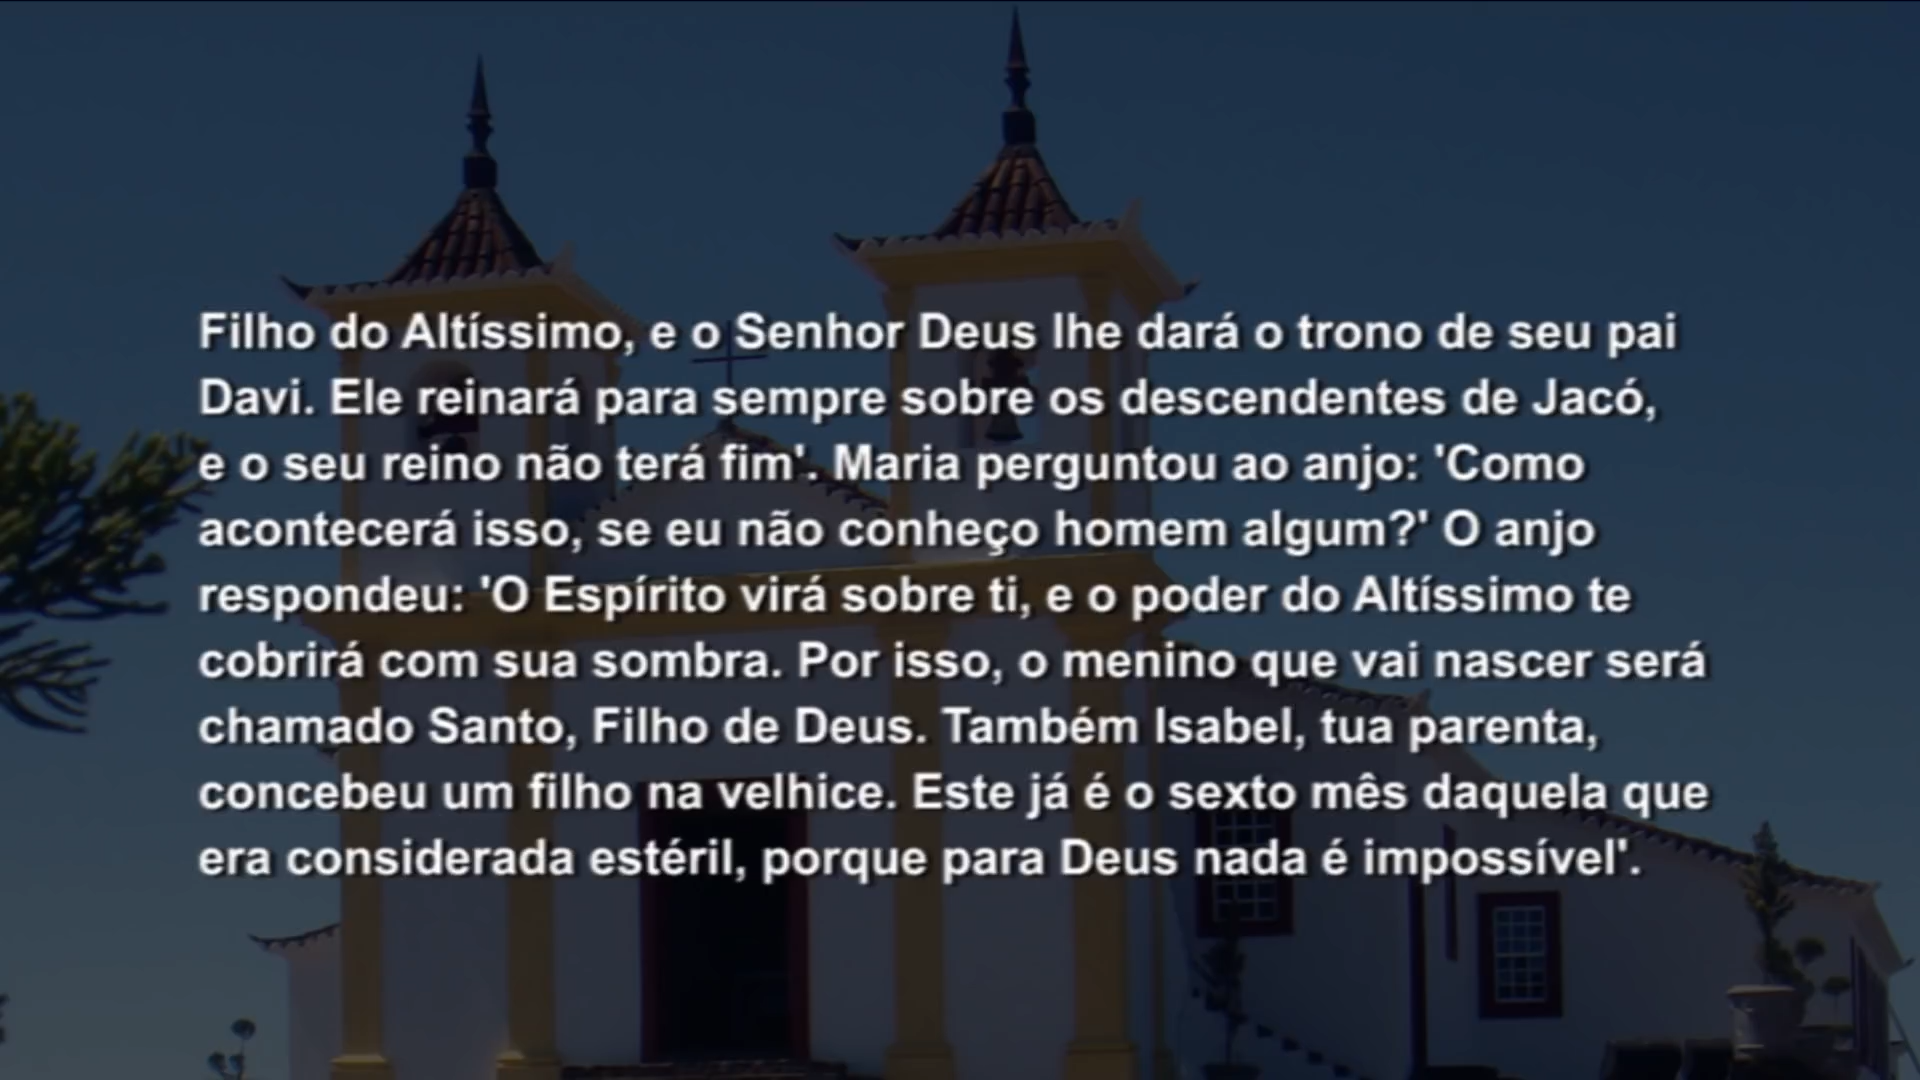 Filho do Altíssimo, e o Senhor Deus lhe dará o trono de seu pai
Davi. Ele reinará para sempre sobre os descendentes de Jacó,
e o seu reino não terá fim'. Maria perguntou ao anjo: 'Como
acontecerá isso, se eu não conheço homem algum?' O anjo
respondeu: 'O Espírito virá sobre ti, e o poder do Altíssimo te
cobrirá com sua sombra. Por isso, o menino que vai nascer será
chamado Santo, Filho de Deus. Também Isabel, tua parenta,
concebeu um filho na velhice. Este já é o sexto mês daquela que
era considerada estéril, porque para Deus nada é impossível'.